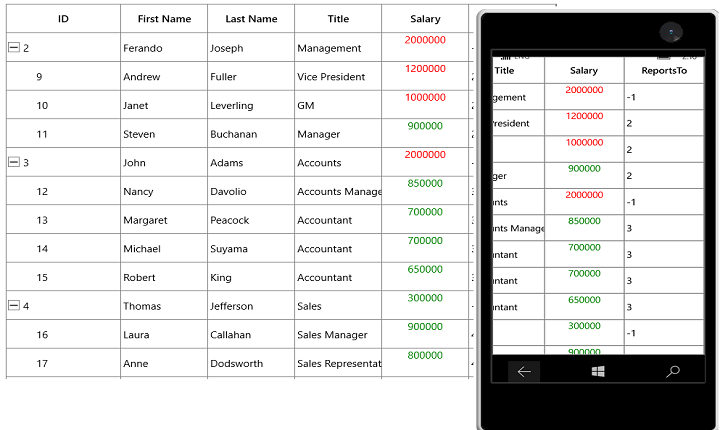 ID First Name Last Name Title Salary
2 Ferando Joseph Management 2000000
9 Andrew Fuller Vice President 1200000
10 Janet Leverling GM 1000000
11 Steven Buchanan Manager 900000
3 John Adams Accounts 2000000
12 Nancy Davolio Accounts Manage 850000
13 Margaret Peacock Accountant 700000
14 Michael Suyama Accountant 700000
15 Robert King Accountant 650000
4 Thomas Jefferson Sales 300000
16 Laura Callahan Sales Manager 900000
17 Anne Dodsworth Sales Representat 800000
Title Salary ReportsTo
gement 2000000 -1
resident 1200000 2
1000000 2
ger 900000 2
nts 2000000 -1
nts Manage 850000 3
ntant 700000 3
ntant 700000 3
ntant 650000 3
300000 -1
900000